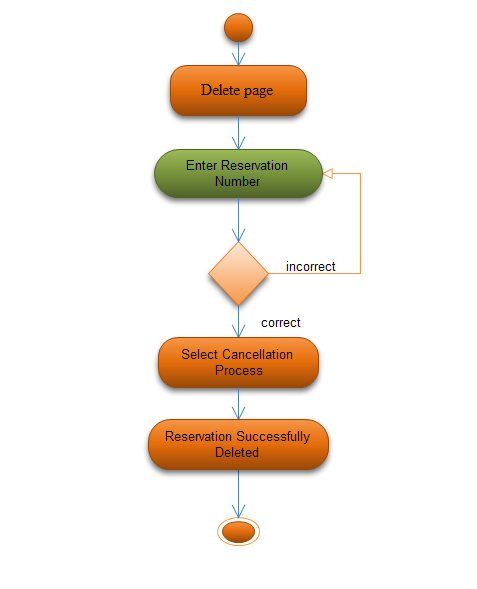 Delete page
Enter Reservation
Number
incorrect
correct
Select Cancellation
Process
Reservation Successfully
Deleted